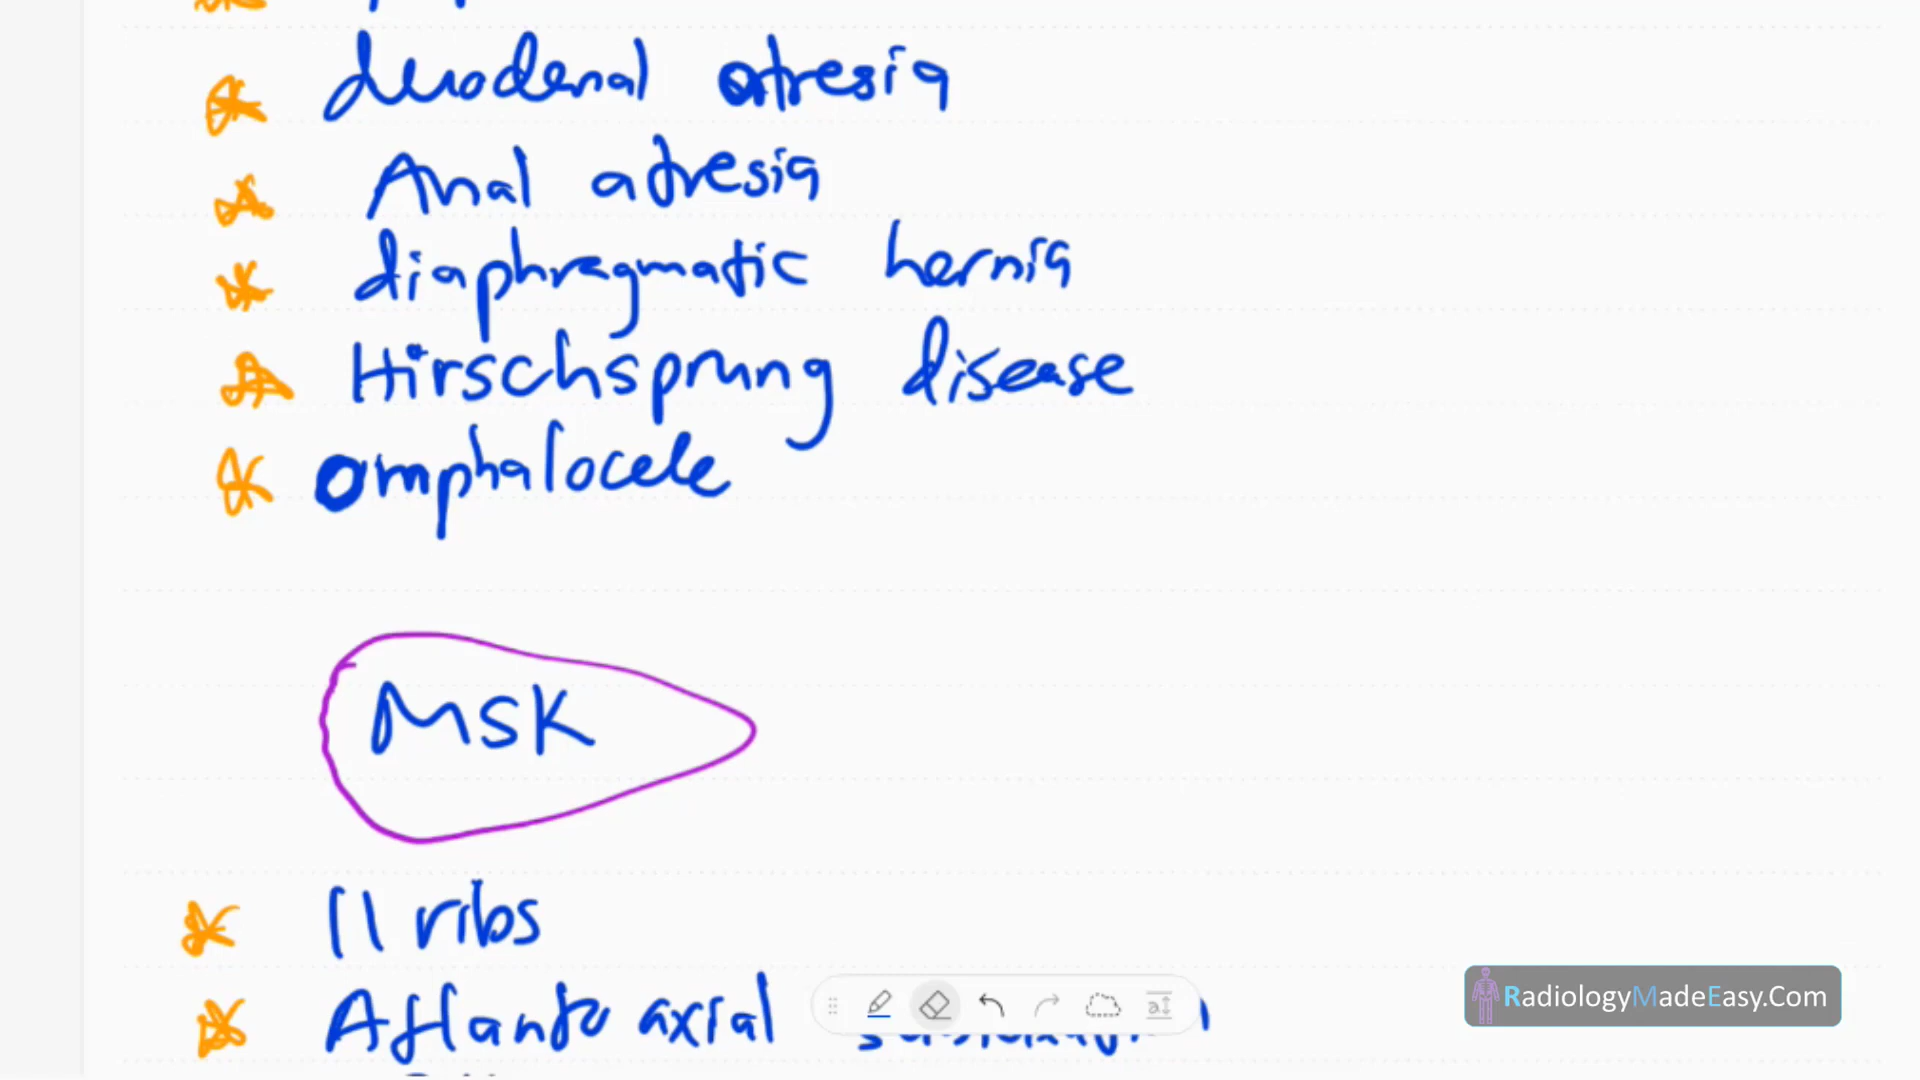 duodenal atresia
Anal atresia
diaphragmatic hernia
Hirschsprung disease
omphalocele
MSK
11 ribs
Atlanto axial
RadiologyMadeEasy.Com